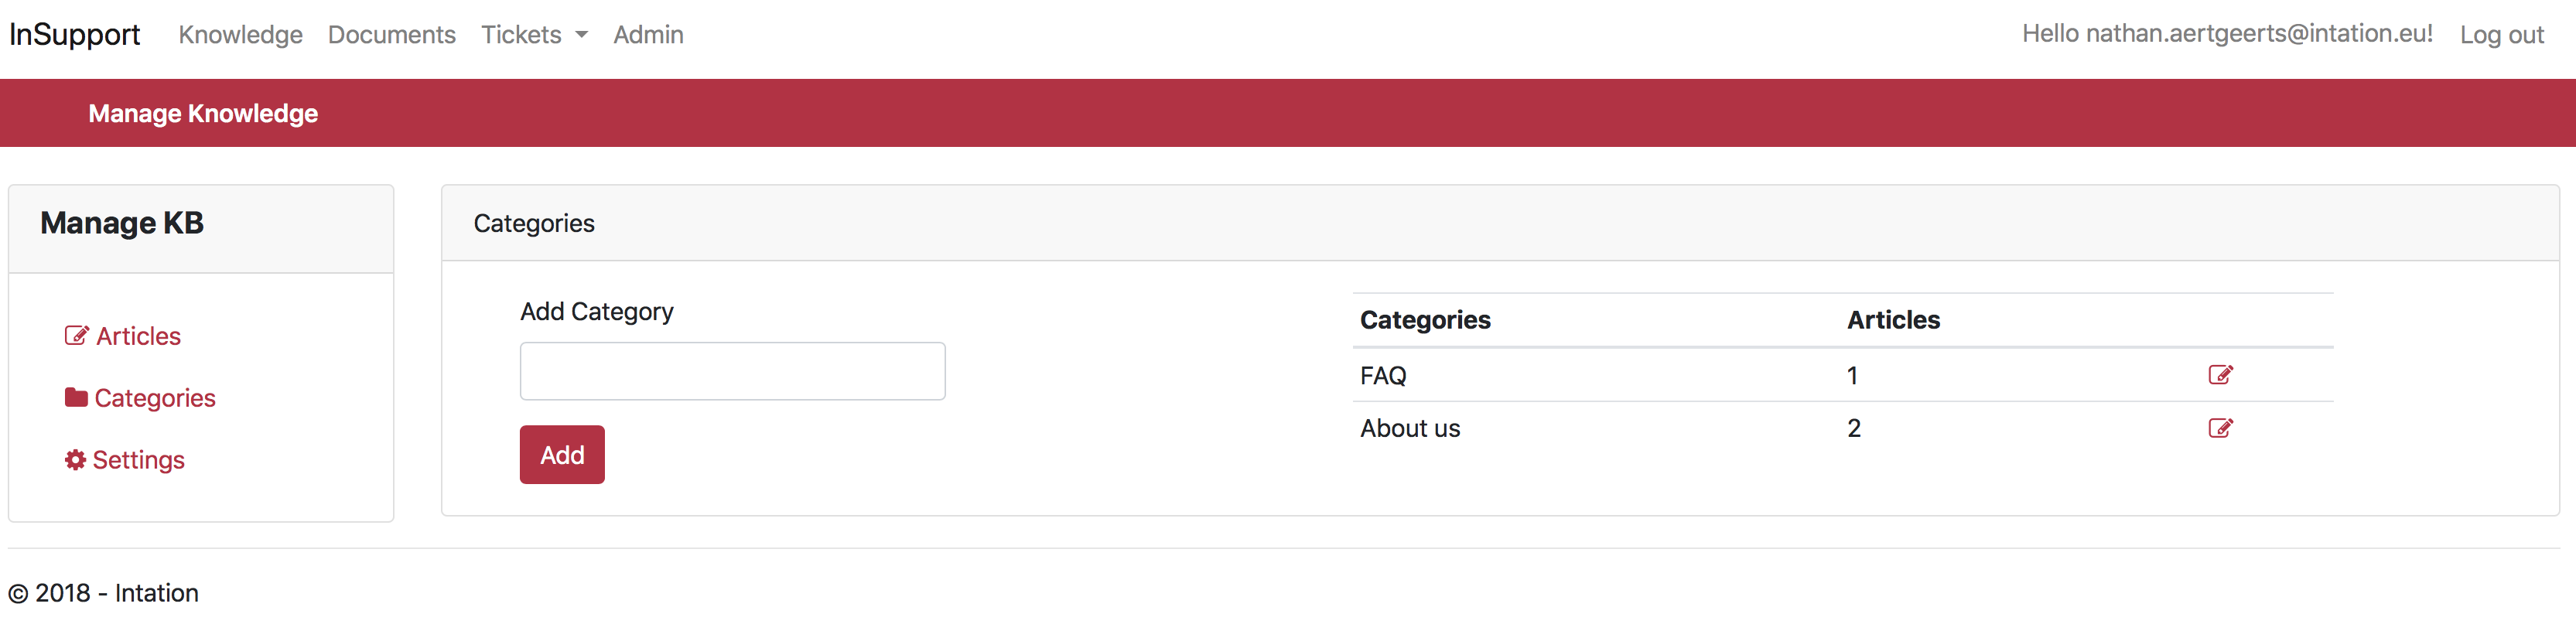 InSupport Knowledge Documents Tickets Admin Hello nathan.aertgeerts@intation.eu! Log out
Manage Knowledge
Manage KB
Articles
Categories
Settings
Categories
Add Category
Add
Categories Articles
FAQ 1
About us 2
© 2018 - Intation